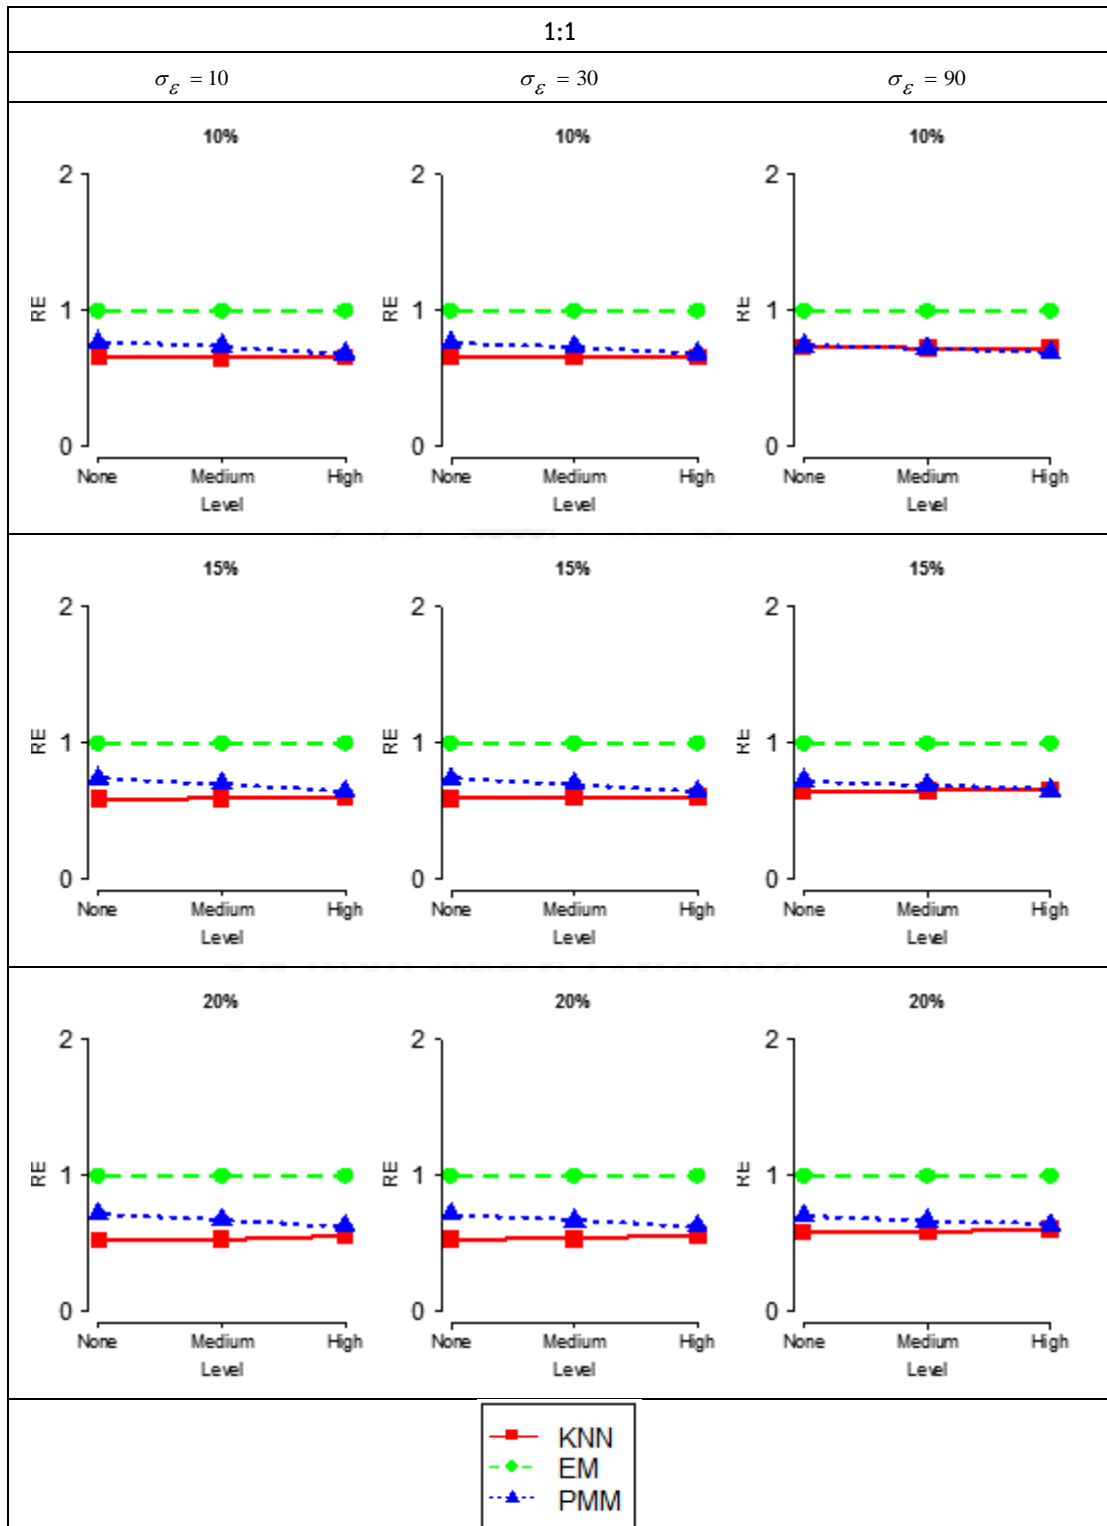 1:1
σε = 10 σε = 30 σε = 90
10% 10% 10%
2 2 2
RE 1 RE 1 RE 1
0 0 0
None Medium High None Medium High None Medium High
Level Level Level
15% 15% 15%
2 2 2
RE 1 RE 1 RE 1
0 0 0
None Medium High None Medium High None Medium High
Level Level Level
20% 20% 20%
2 2 2
RE 1 RE 1 RE 1
0 0 0
None Medium High None Medium High None Medium High
Level Level Level
KNN
EM
PMM